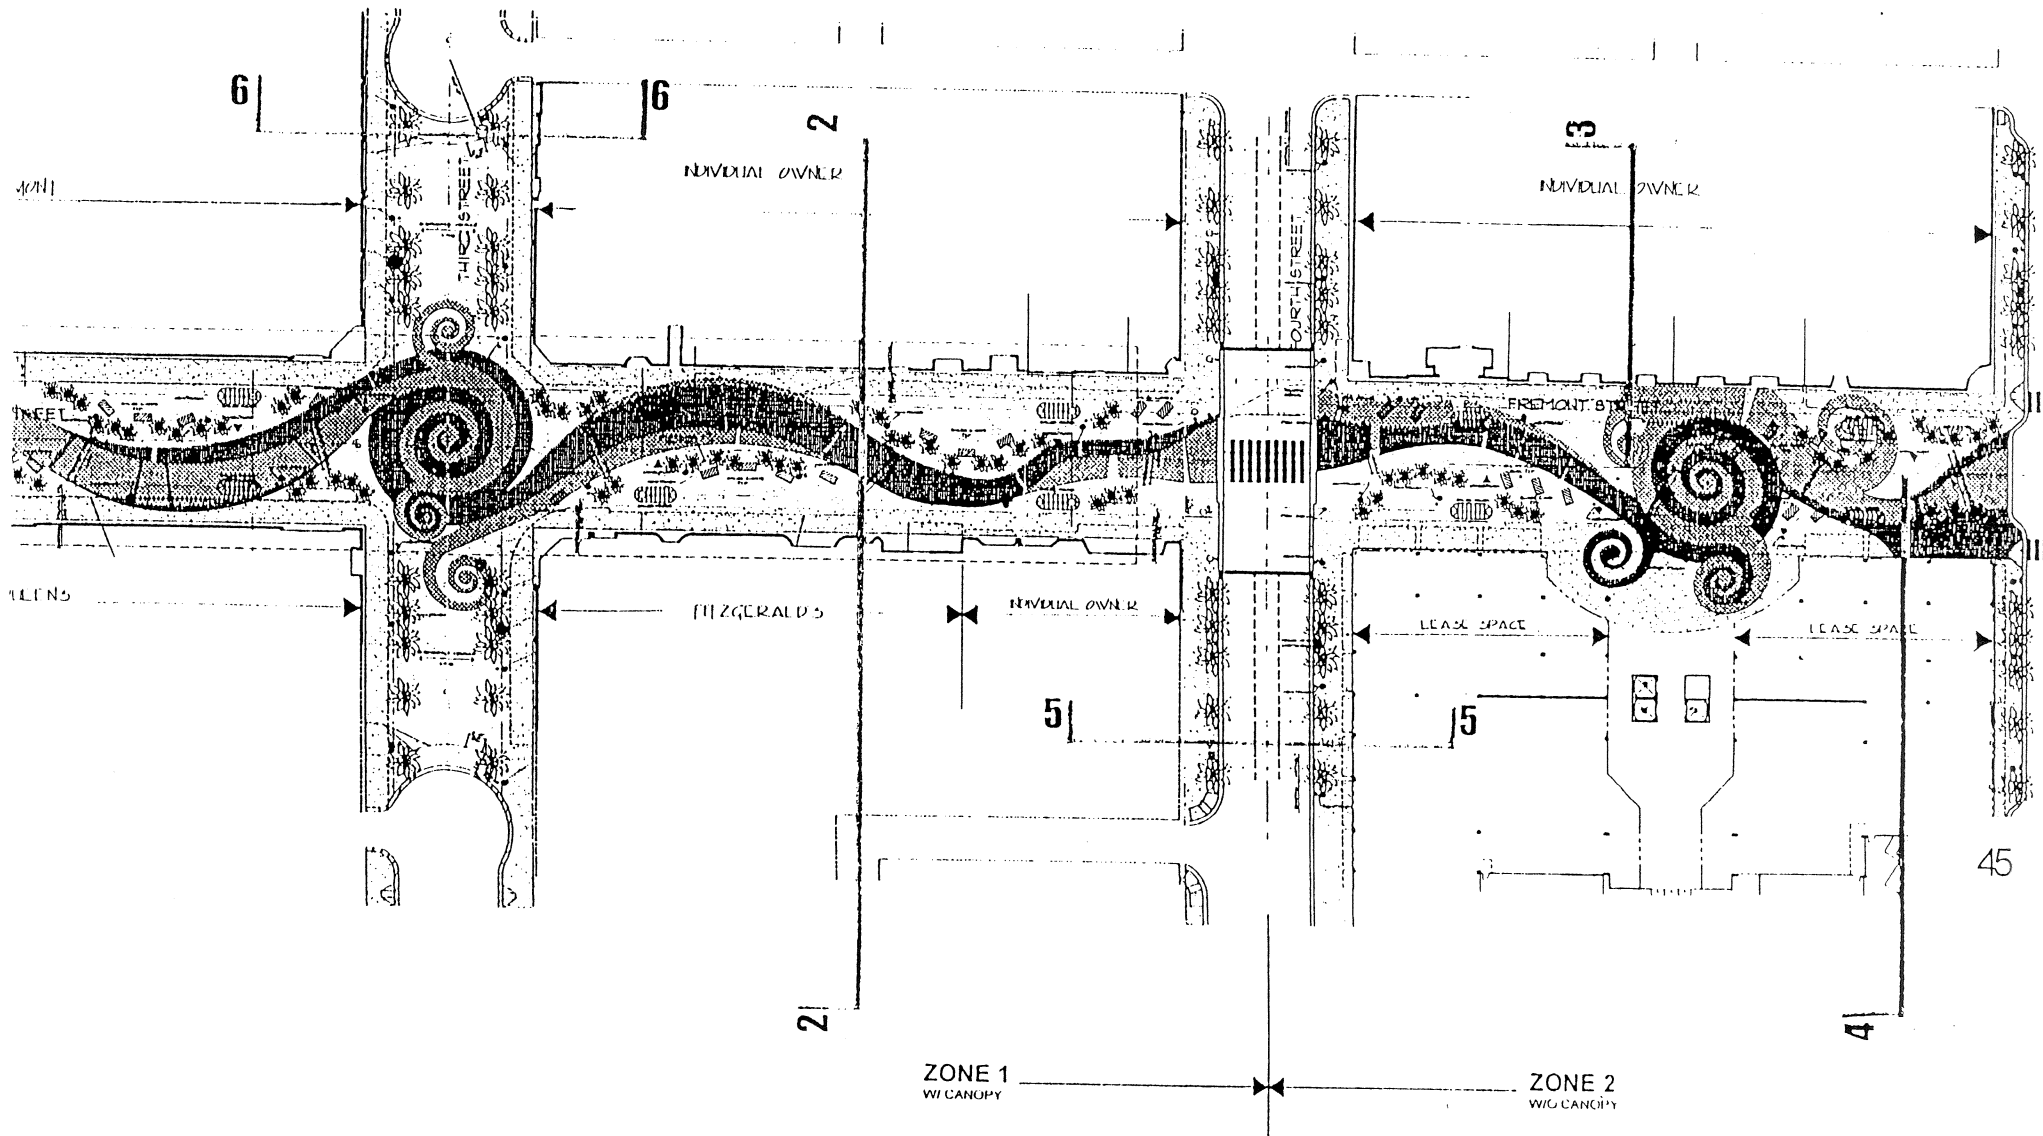 6
6
2
3
INDIVIDUAL OWNER
INDIVIDUAL OWNER
THIRD STREET
FOURTH STREET
FREMONT STREET
FITZGERALD'S
INDIVIDUAL OWNER
LEASE SPACE
LEASE SPACE
5
5
45
2
4
ZONE 1
W/ CANOPY
ZONE 2
W/O CANOPY